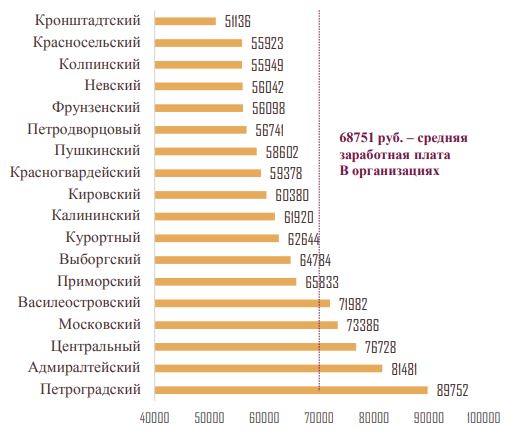 Кронштадтский 51136
Красносельский 55923
Колпинский 55949
Невский 56042
Фрунзенский 56098
Петродворцовый 56741
Пушкинский 58602
Красногвардейский 59378
Кировский 60380
Калининский 61920
Курортный 62644
Выборгский 64784
Приморский 65833
Василеостровский 71982
Московский 73386
Центральный 76728
Адмиралтейский 81481
Петроградский 89752
68751 руб. – средняя
заработная плата
В организациях
40000 50000 60000 70000 80000 90000 100000